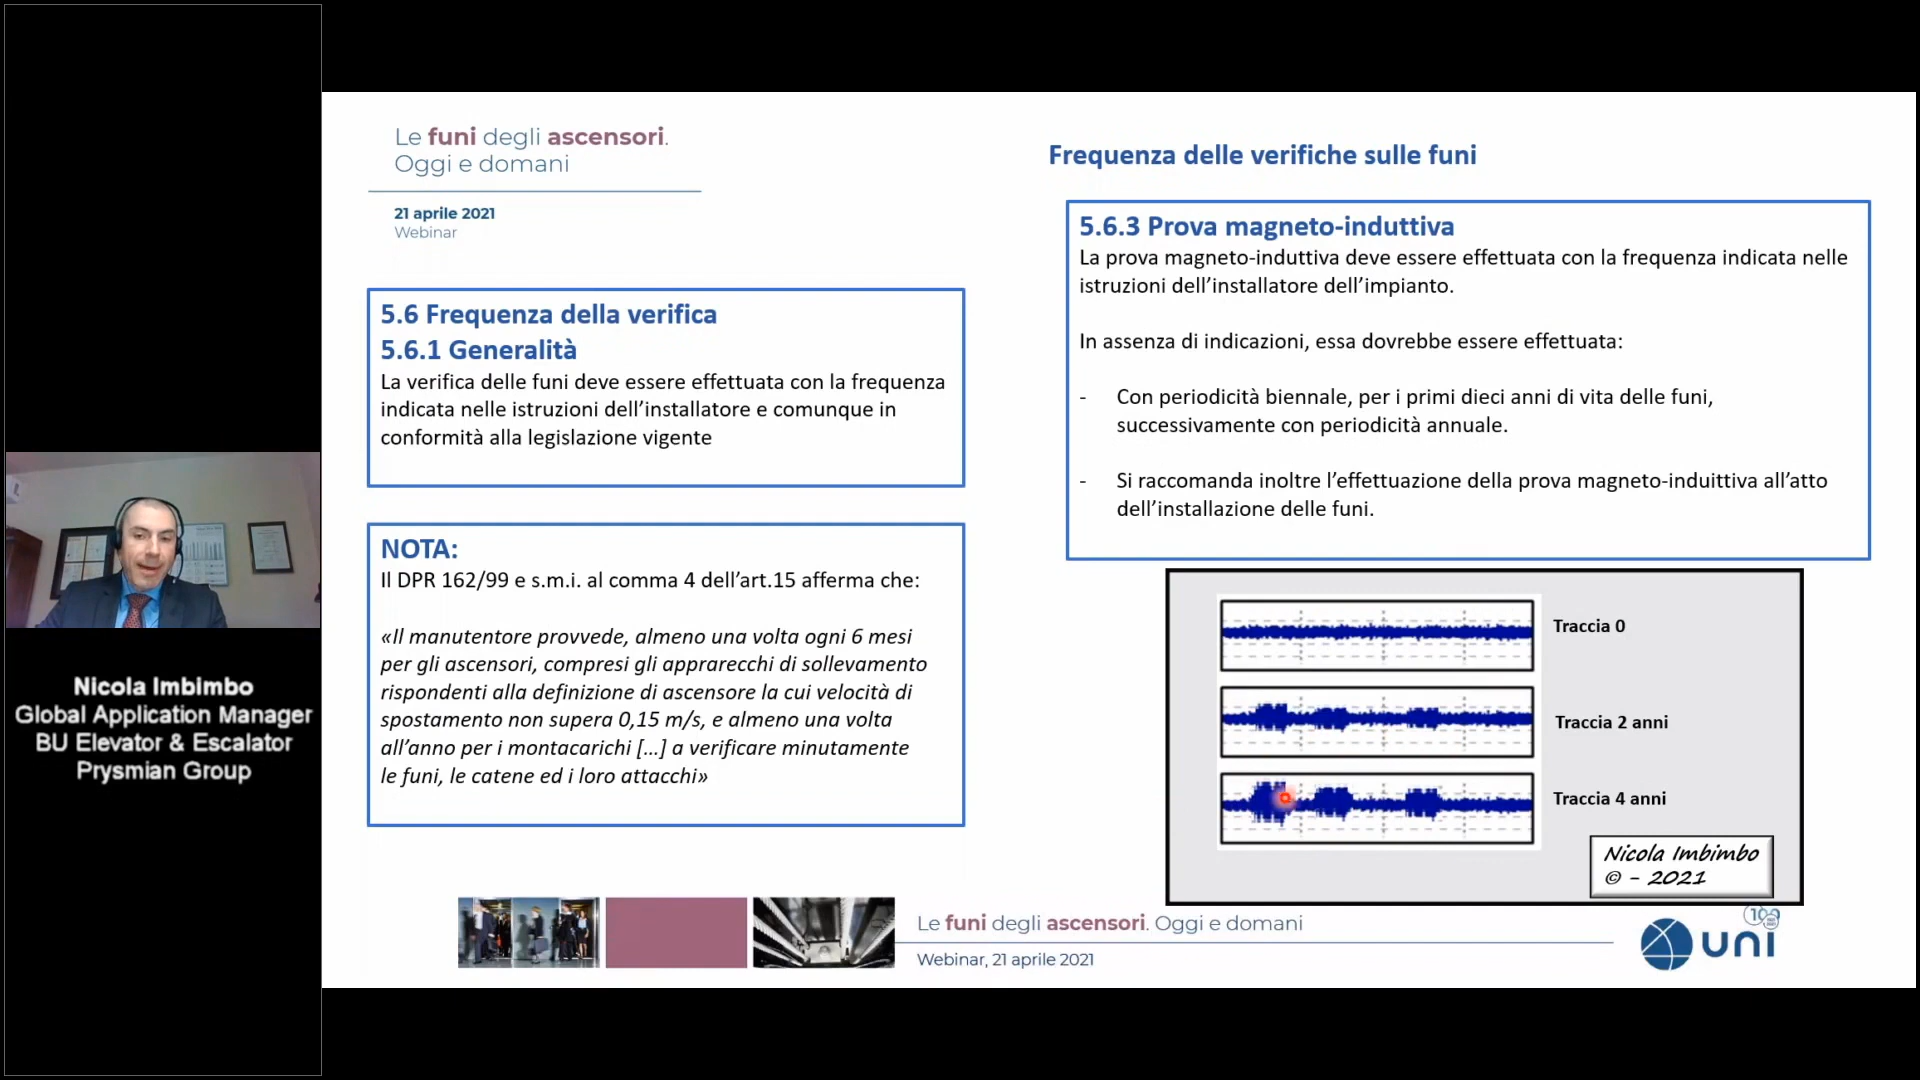 Le funi degli ascensori.
Oggi e domani
21 aprile 2021
Webinar
Frequenza delle verifiche sulle funi
5.6 Frequenza della verifica
5.6.1 Generalità
La verifica delle funi deve essere effettuata con la frequenza
indicata nelle istruzioni dell’installatore e comunque in
conformità alla legislazione vigente
NOTA:
Il DPR 162/99 e s.m.i. al comma 4 dell’art.15 afferma che:
«Il manutentore provvede, almeno una volta ogni 6 mesi
per gli ascensori, compresi gli apprarecchi di sollevamento
rispondenti alla definizione di ascensore la cui velocità di
spostamento non supera 0,15 m/s, e almeno una volta
all’anno per i montacarichi [...] a verificare minutamente
le funi, le catene ed i loro attacchi»
5.6.3 Prova magneto-induttiva
La prova magneto-induttiva deve essere effettuata con la frequenza indicata nelle
istruzioni dell’installatore dell’impianto.
In assenza di indicazioni, essa dovrebbe essere effettuata:
- Con periodicità biennale, per i primi dieci anni di vita delle funi,
successivamente con periodicità annuale.
- Si raccomanda inoltre l’effettuazione della prova magneto-induittiva all’atto
dell’installazione delle funi.
Traccia 0
Traccia 2 anni
Traccia 4 anni
Nicola Imbimbo
© - 2021
Nicola Imbimbo
Global Application Manager
BU Elevator & Escalator
Prysmian Group
Le funi degli ascensori. Oggi e domani
Webinar, 21 aprile 2021
100
uni